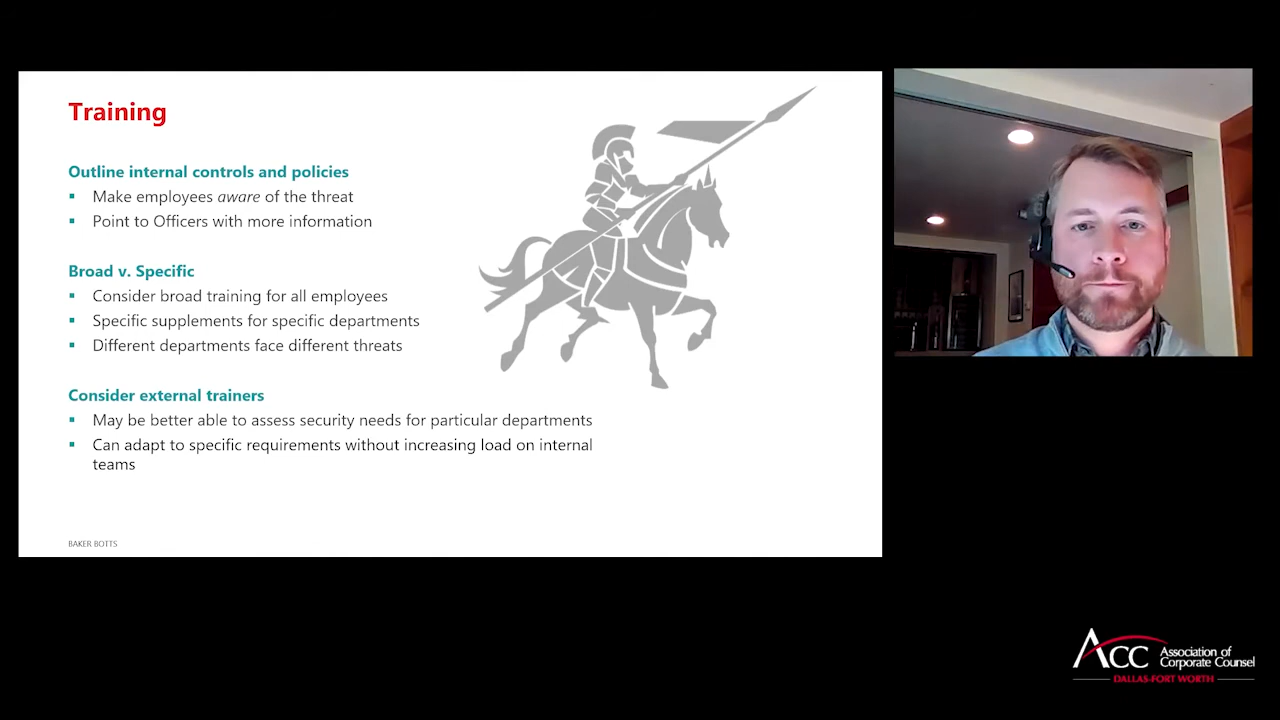 Training
Outline internal controls and policies
▪ Make employees aware of the threat
▪ Point to Officers with more information
Broad v. Specific
▪ Consider broad training for all employees
▪ Specific supplements for specific departments
▪ Different departments face different threats
Consider external trainers
▪ May be better able to assess security needs for particular departments
▪ Can adapt to specific requirements without increasing load on internal
teams
BAKER BOTTS
ACC Association of
Corporate Counsel
DALLAS-FORT WORTH